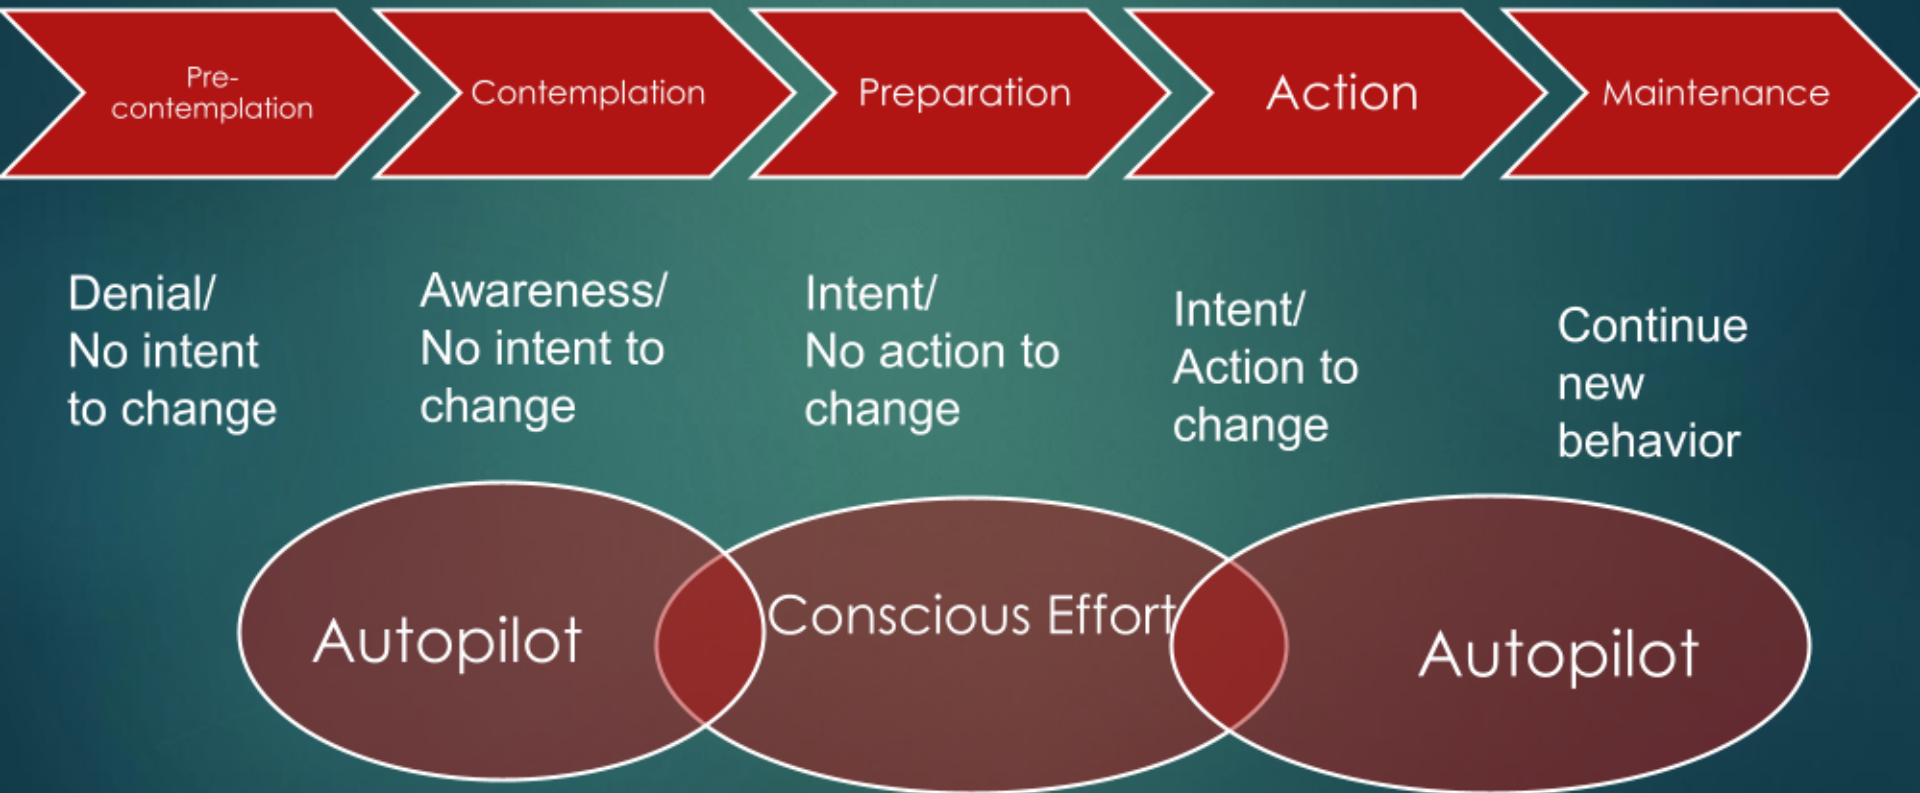 Pre-
contemplation
Contemplation
Preparation
Action
Maintenance
Denial/
No intent
to change
Awareness/
No intent to
change
Intent/
No action to
change
Intent/
Action to
change
Continue
new
behavior
Autopilot
Conscious Effort
Autopilot